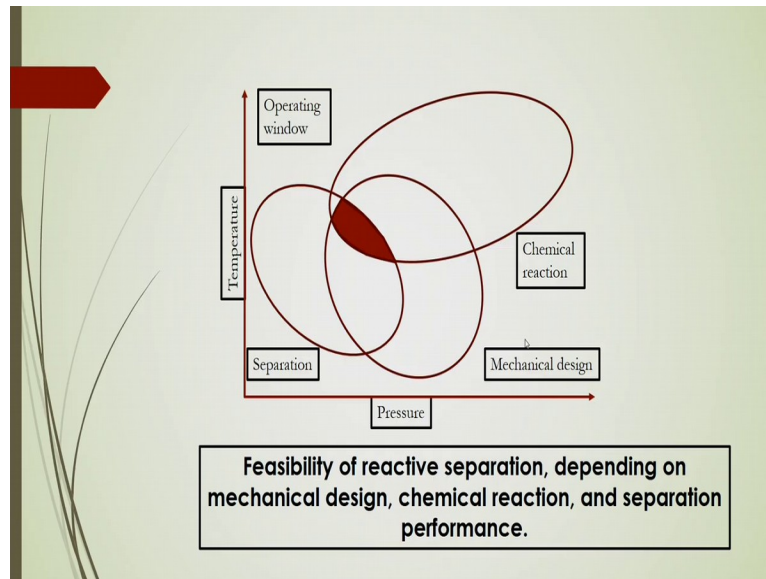 Operating
window
Temperature
Chemical
reaction
Separation
Mechanical design
Pressure
Feasibility of reactive separation, depending on
mechanical design, chemical reaction, and separation
performance.